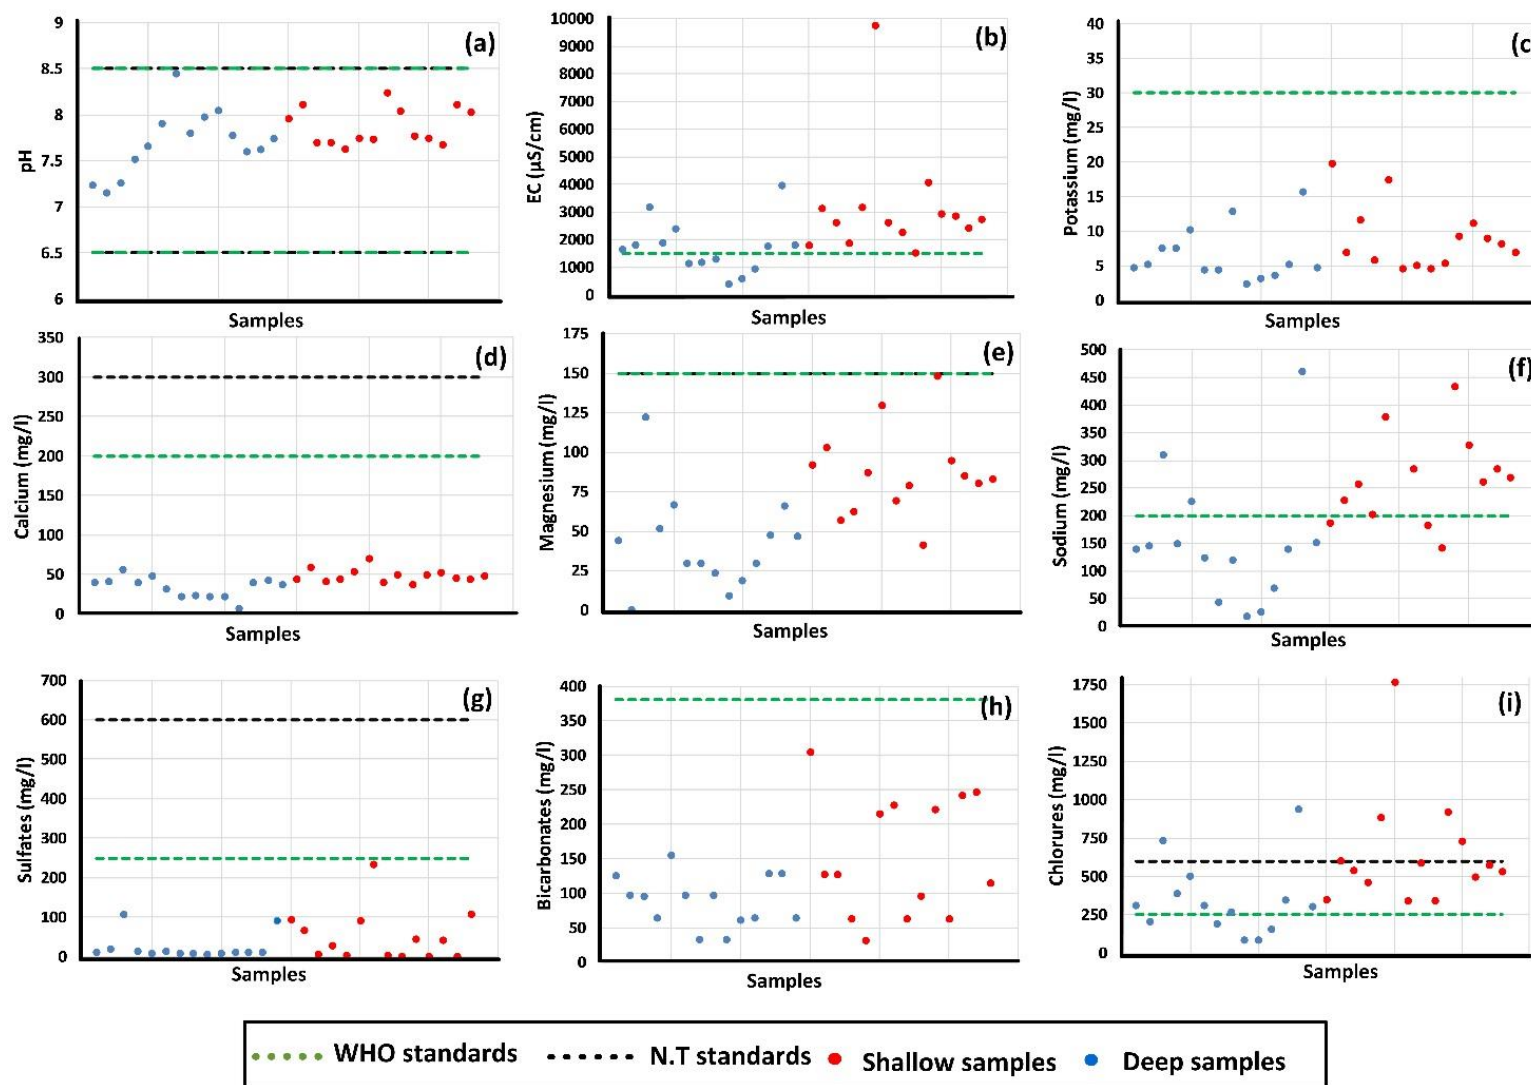 (a)
pH
9
8.5
8
7.5
7
6.5
6
Samples
(b)
EC (µS/cm)
10000
9000
8000
7000
6000
5000
4000
3000
2000
1000
0
Samples
(c)
Potassium (mg/l)
40
35
30
25
20
15
10
5
0
Samples
(d)
Calcium (mg/l)
350
300
250
200
150
100
50
0
Samples
(e)
Magnesium (mg/l)
175
150
125
100
75
50
25
0
Samples
(f)
Sodium (mg/l)
500
450
400
350
300
250
200
150
100
50
0
Samples
(g)
Sulfates (mg/l)
700
600
500
400
300
200
100
0
Samples
(h)
Bicarbonates (mg/l)
400
350
300
250
200
150
100
50
0
Samples
(i)
Chlorures (mg/l)
1750
1500
1250
1000
750
500
250
0
Samples
WHO standards
N.T standards
Shallow samples
Deep samples